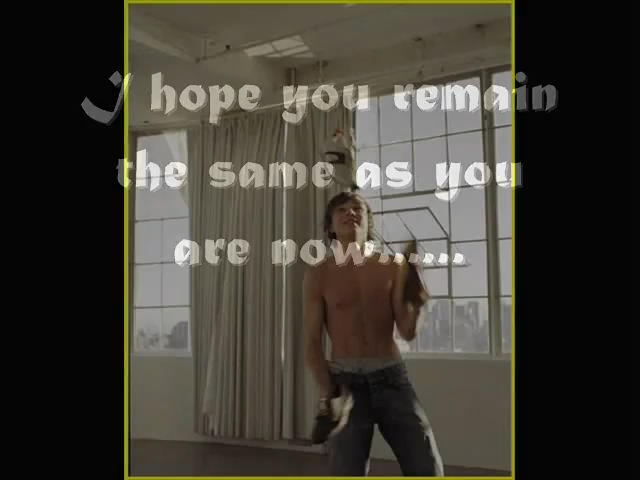 I hope you remain
the same as you
are now......